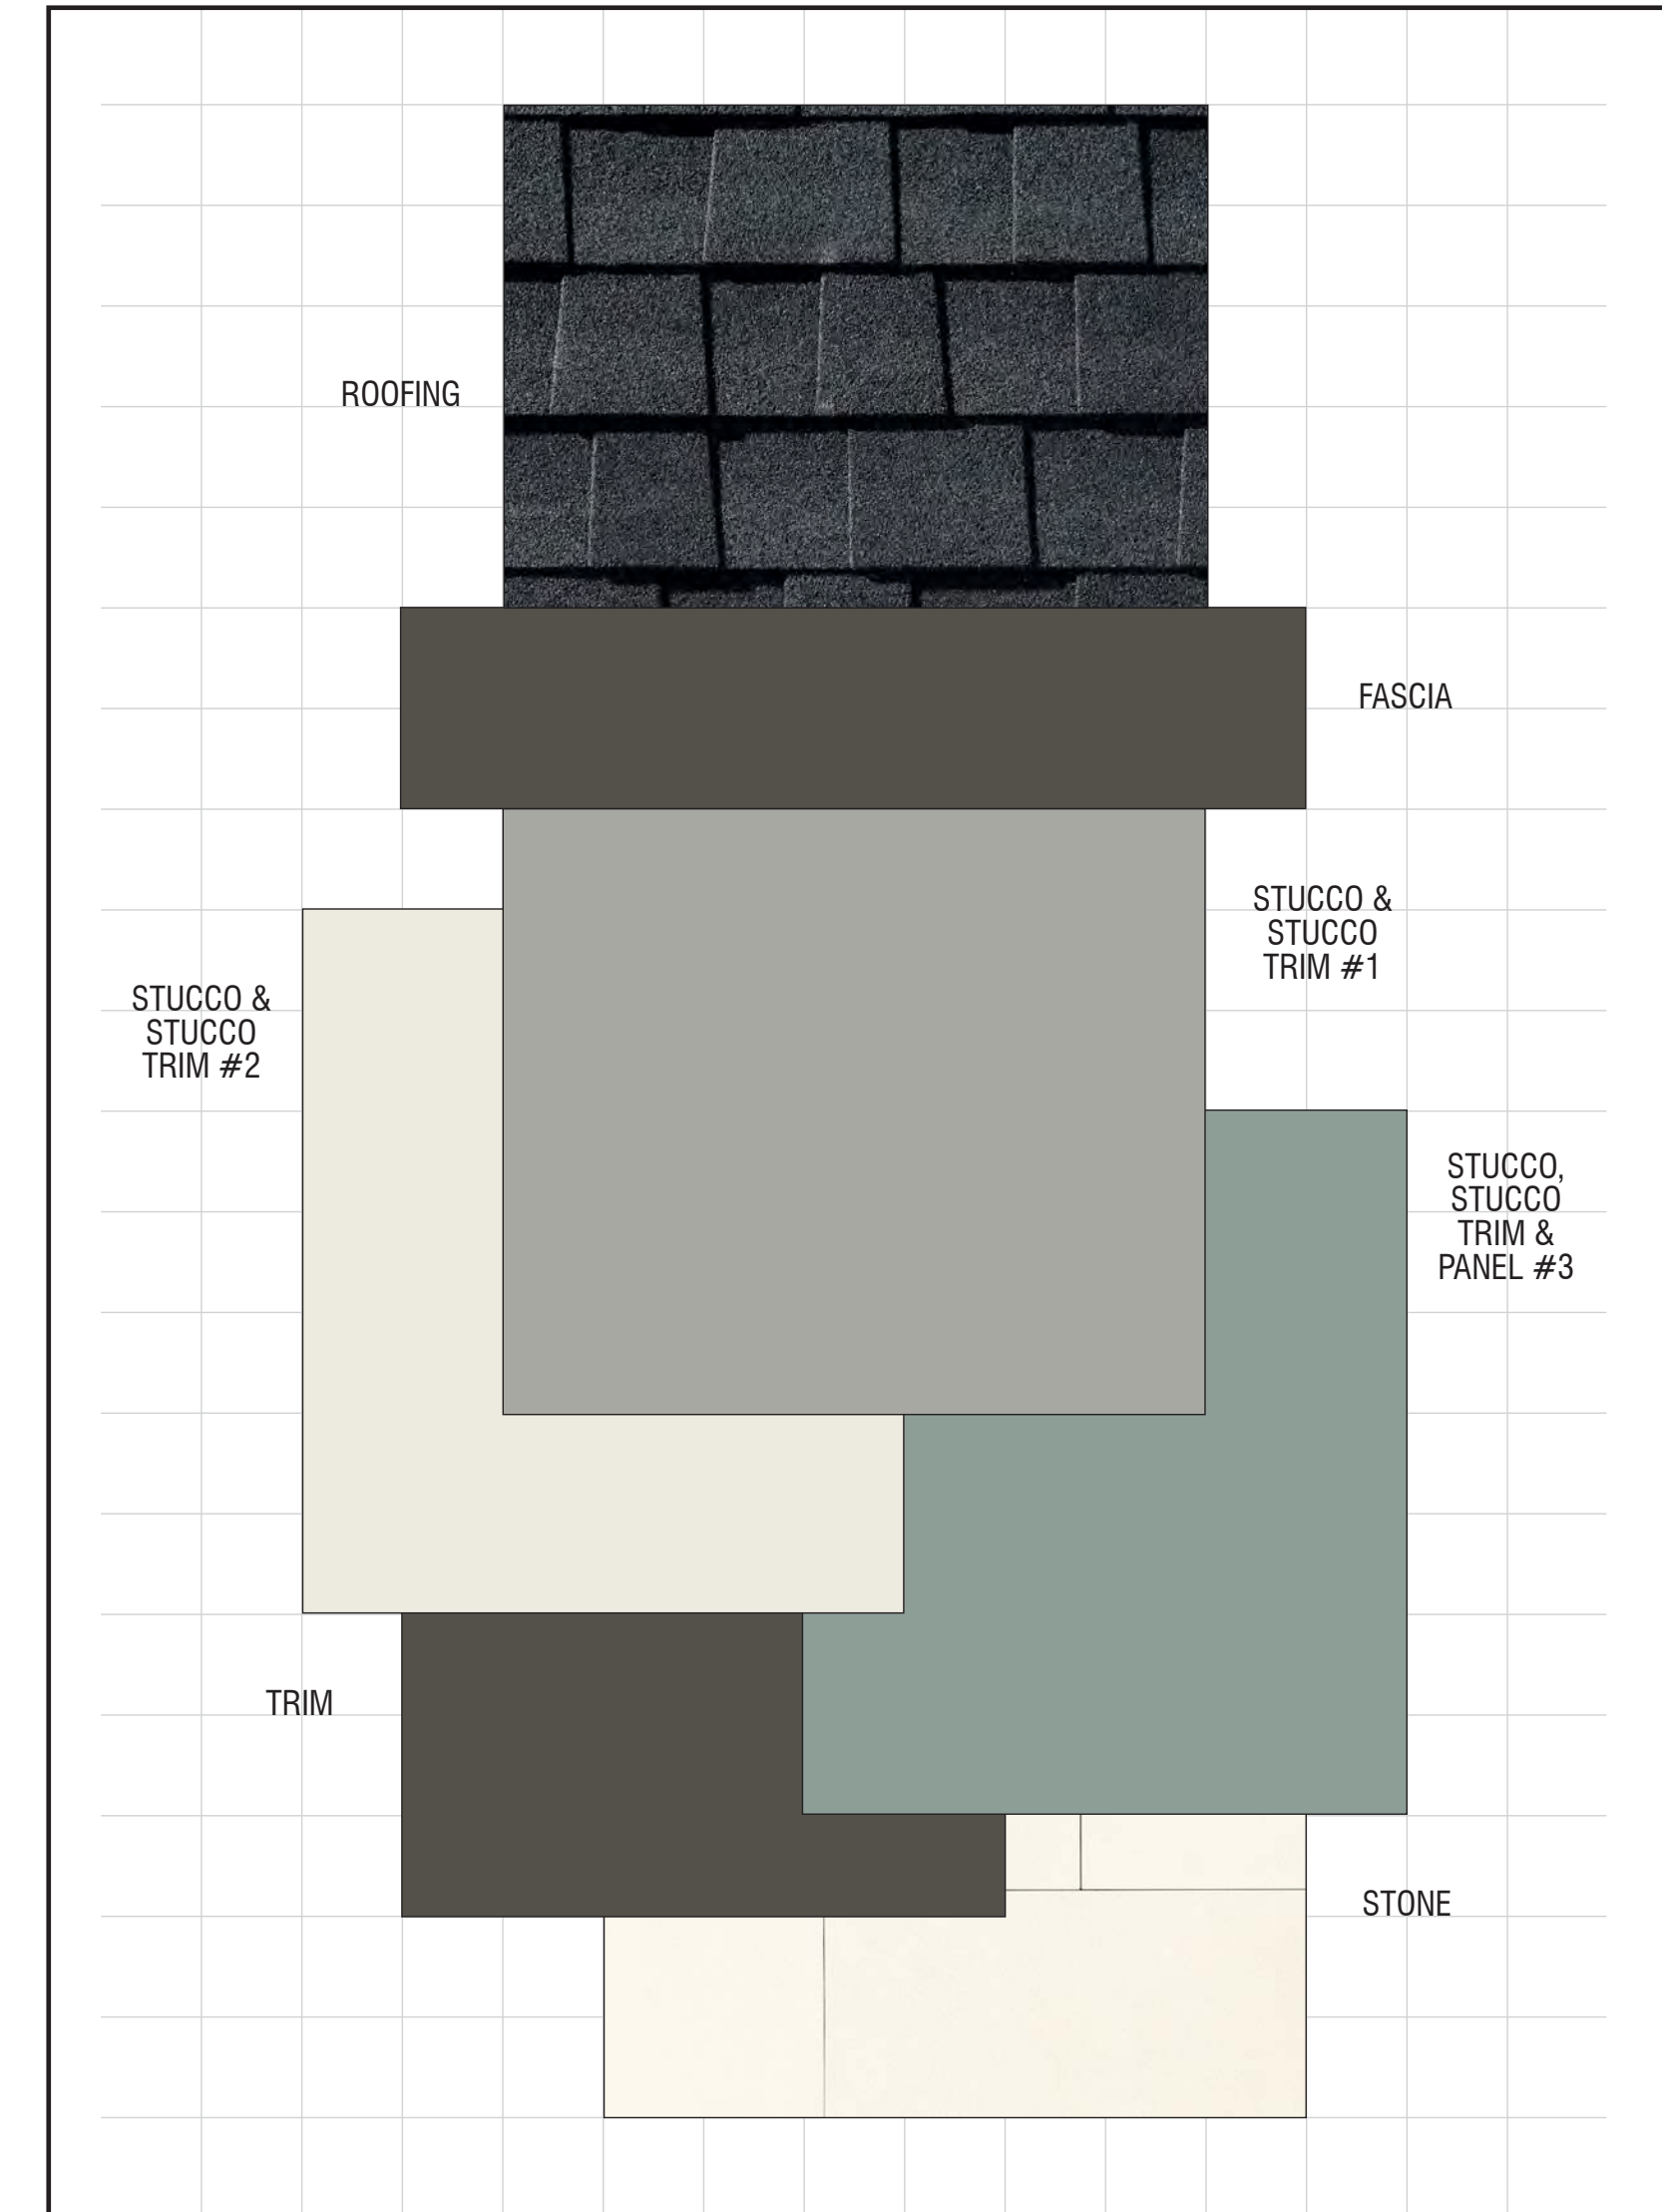 ROOFING
FASCIA
STUCCO &
STUCCO
TRIM #1
STUCCO &
STUCCO
TRIM #2
STUCCO,
STUCCO
TRIM &
PANEL #3
TRIM
STONE